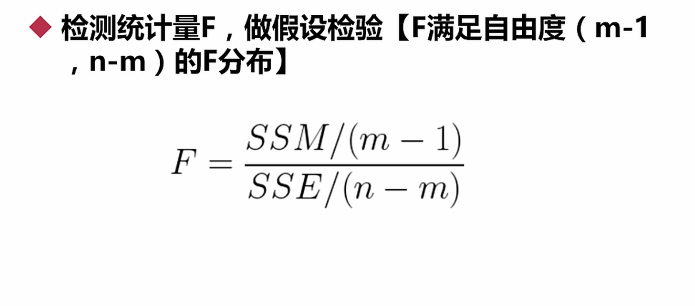 ◆ 检测统计量F，做假设检验【F满足自由度（m-1
，n-m）的F分布】
F = \frac{SSM/(m-1)}{SSE/(n-m)}